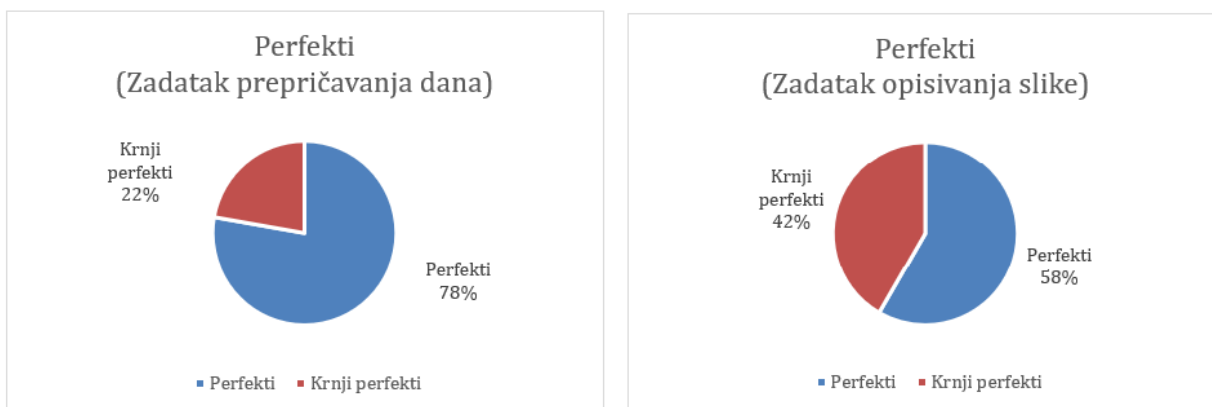 Perfekti
(Zadatak prepričavanja dana)
Krnji
perfekti
22%
Perfekti
78%
Perfekti Krnji perfekti
Perfekti
(Zadatak opisivanja slike)
Krnji
perfekti
42%
Perfekti
58%
Perfekti Krnji perfekti